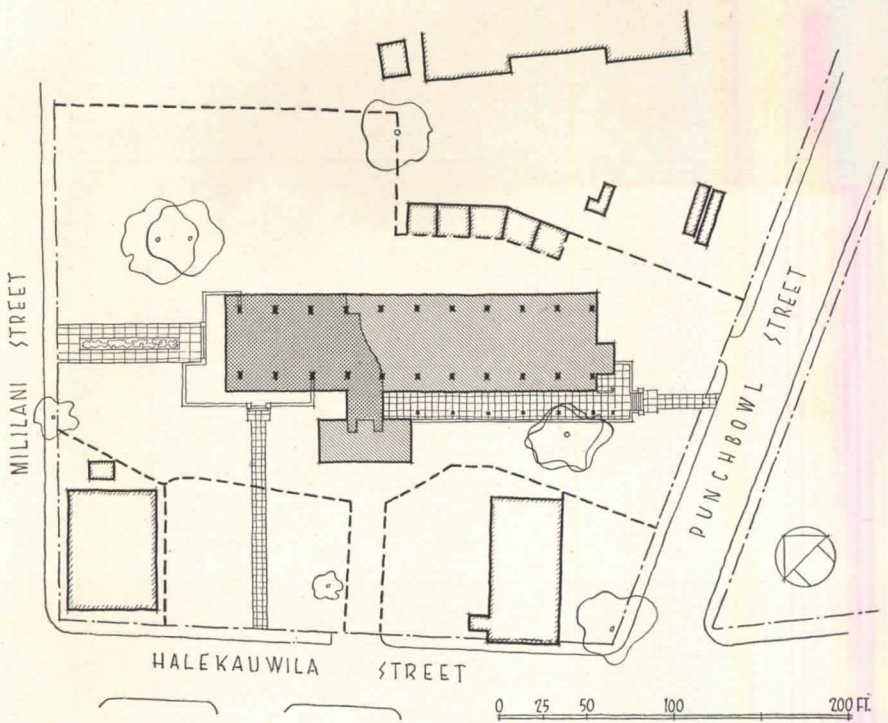 MILILANI STREET
PUNCHBOWL STREET
HALEKAUWILA STREET
0 25 50 100 200 FT.